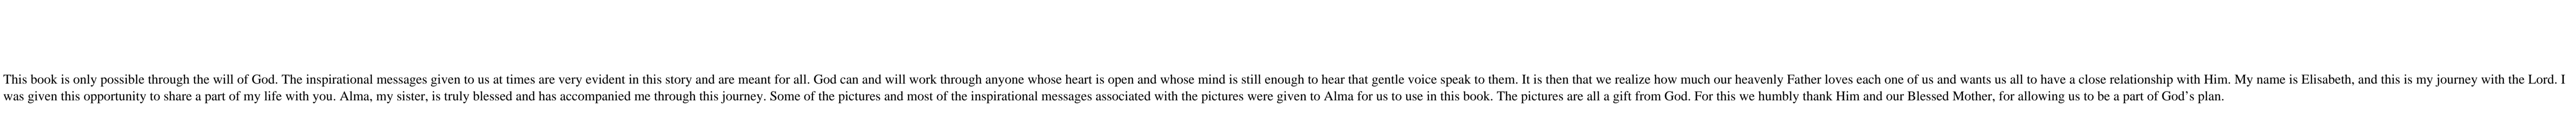 This book is only possible through the will of God. The inspirational messages given to us at times are very evident in this story and are meant for all. God can and will work through anyone whose heart is open and whose mind is still enough to hear that gentle voice speak to them. It is then that we realize how much our heavenly Father loves each one of us and wants us all to have a close relationship with Him. My name is Elisabeth, and this is my journey with the Lord. I
was given this opportunity to share a part of my life with you. Alma, my sister, is truly blessed and has accompanied me through this journey. Some of the pictures and most of the inspirational messages associated with the pictures were given to Alma for us to use in this book. The pictures are all a gift from God. For this we humbly thank Him and our Blessed Mother, for allowing us to be a part of God’s plan.